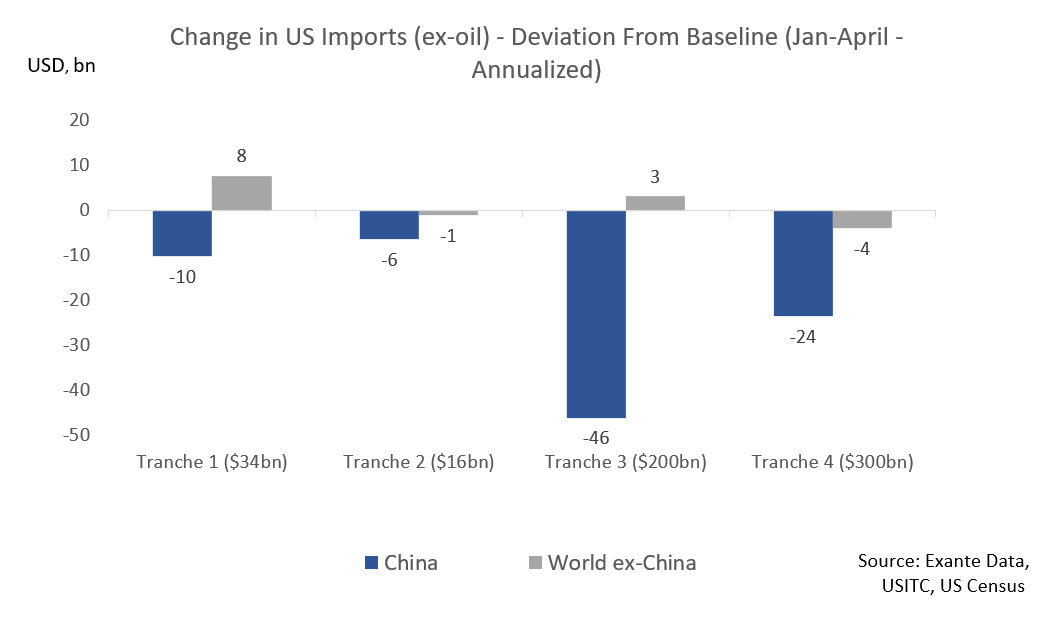 Change in US Imports (ex-oil) - Deviation From Baseline (Jan-April -
Annualized)
USD, bn
20
10
0
-10
-20
-30
-40
-50
8
-10
-1
-6
3
-46
-4
-24
Tranche 1 ($34bn)
Tranche 2 ($16bn)
Tranche 3 ($200bn)
Tranche 4 ($300bn)
China
World ex-China
Source: Exante Data,
USITC, US Census